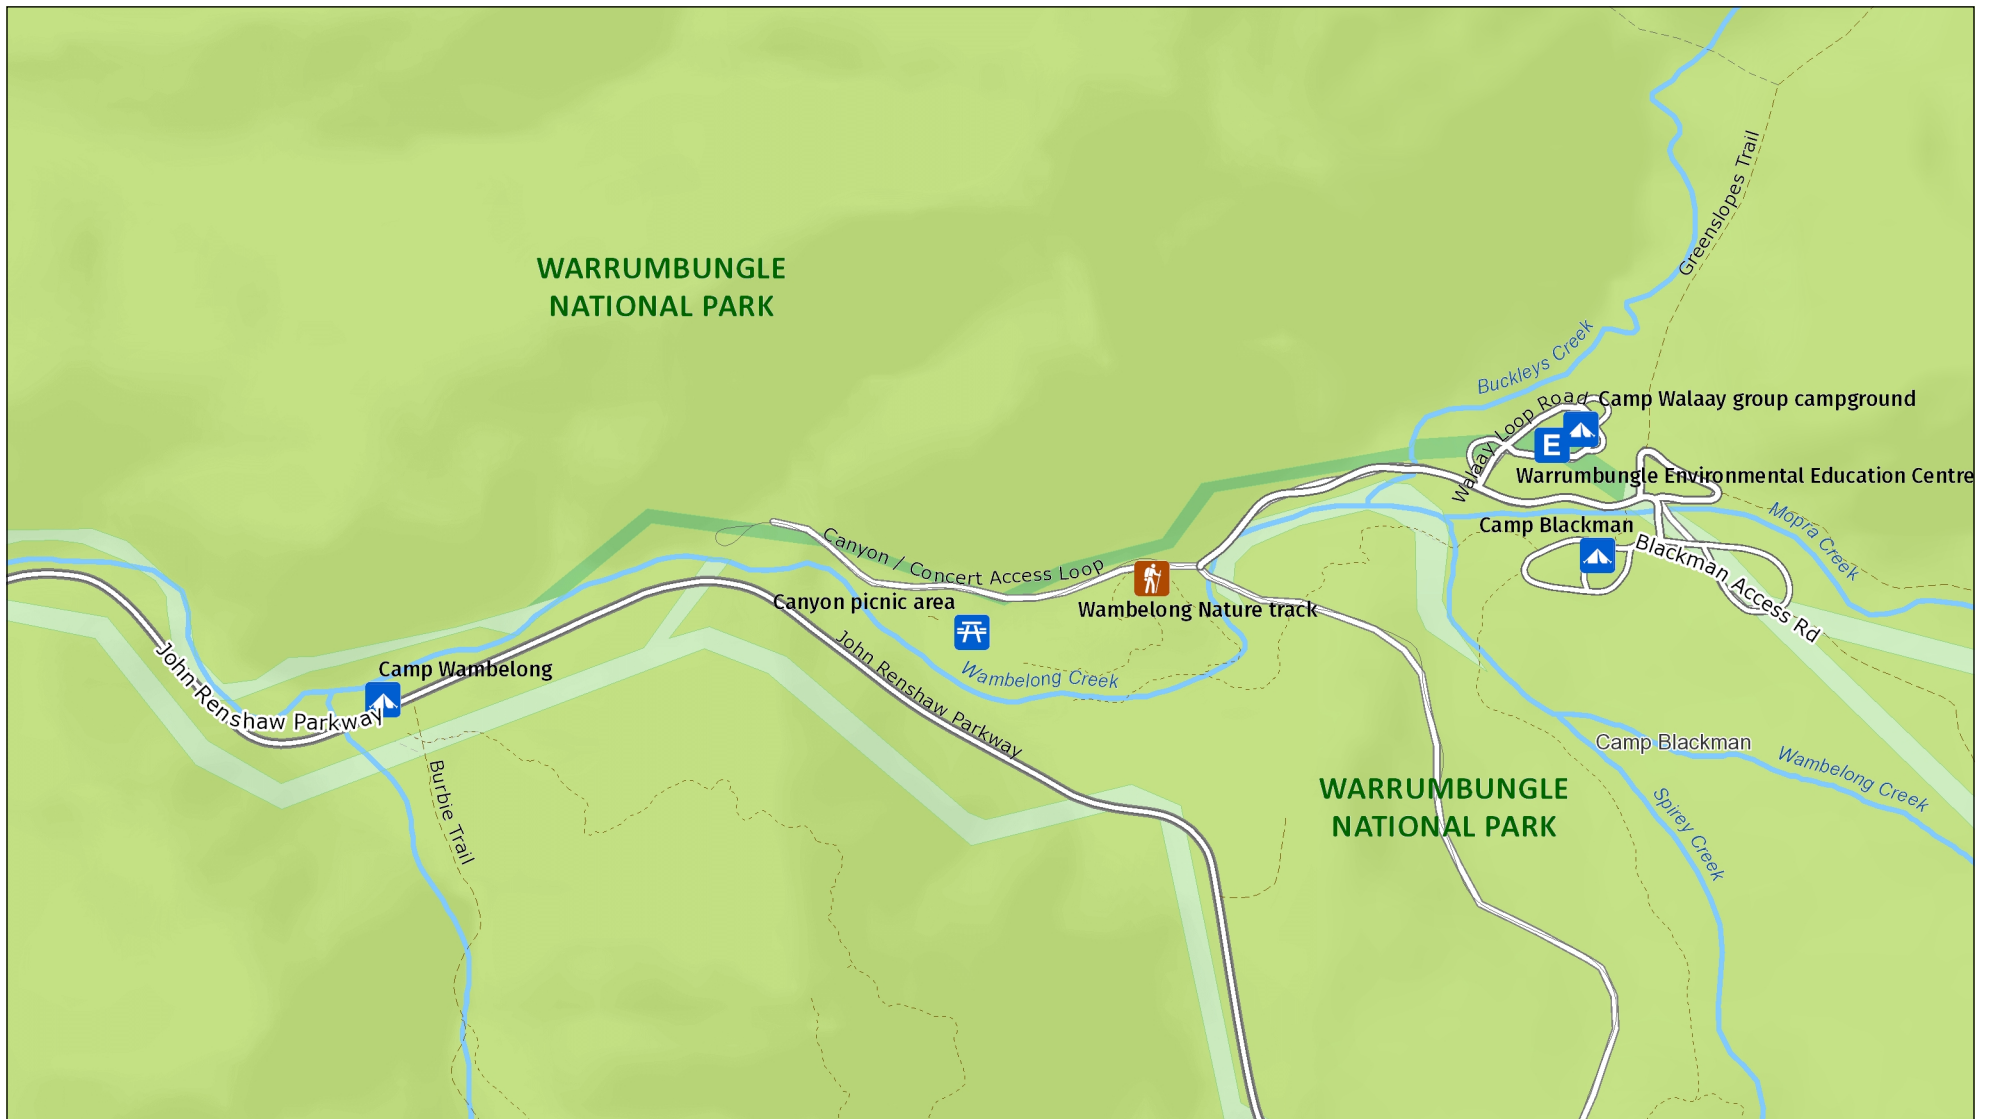 Greenslopes Trail
WARRUMBUNGLE
NATIONAL PARK
Buckleys Creek
Walaay Loop Road
Camp Walaay group campground
E
Warrumbungle Environmental Education Centre
Camp Blackman
Mopra Creek
Blackman Access Rd
Canyon / Concert Access Loop
Canyon picnic area
Wambelong Nature track
John Renshaw Parkway
Camp Wambelong
Wambelong Creek
John Renshaw Parkway
Camp Blackman
Wambelong Creek
WARRUMBUNGLE
NATIONAL PARK
Burbie Trail
Spirey Creek